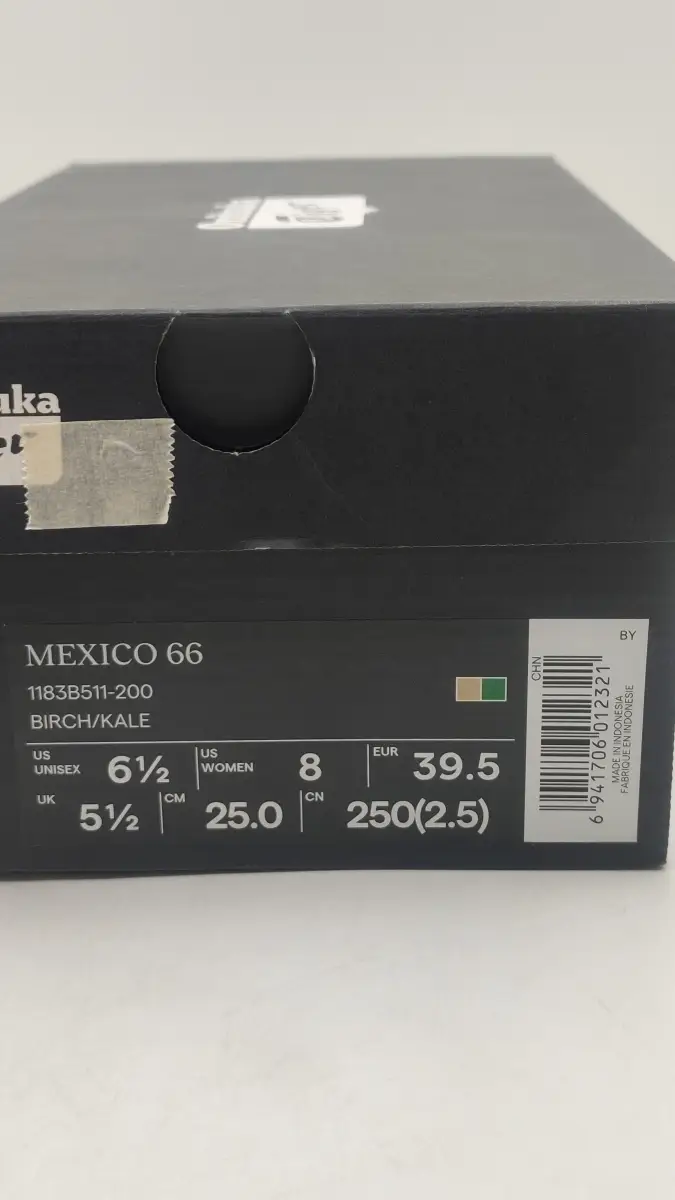 uka
MEXICO 66
1183B511-200
BIRCH/KALE
US UNISEX 6½ US WOMEN 8 EUR 39.5
UK 5½ CM 25.0 CN 250(2.5)
BY
CHN
6 941706 012321
MADE IN INDONESIA
FABRIQUE EN INDONESIE